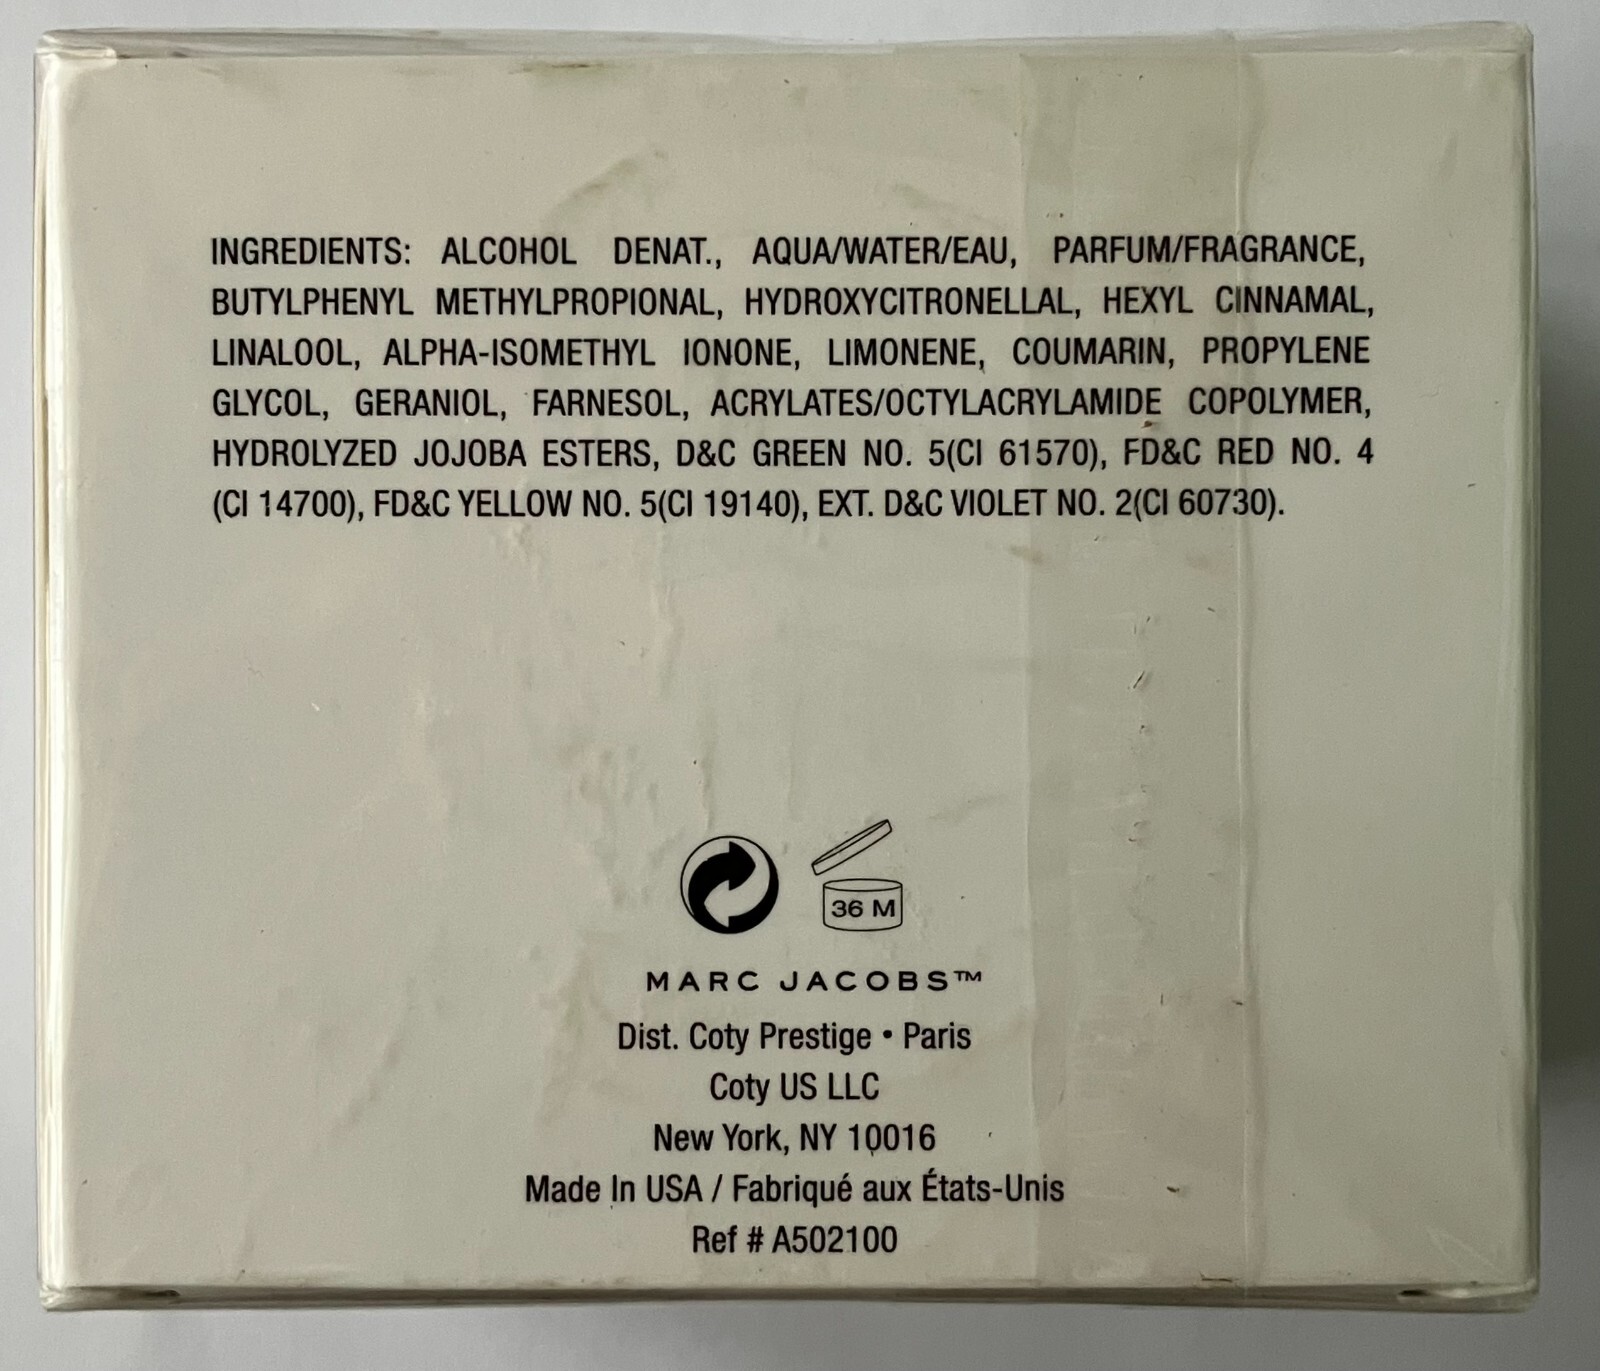 INGREDIENTS: ALCOHOL DENAT., AQUA/WATER/EAU, PARFUM/FRAGRANCE,
BUTYLPHENYL METHYLPROPIONAL, HYDROXYCITRONELLAL, HEXYL CINNAMAL,
LINALOOL, ALPHA-ISOMETHYL IONONE, LIMONENE, COUMARIN, PROPYLENE
GLYCOL, GERANIOL, FARNESOL, ACRYLATES/OCTYLACRYLAMIDE COPOLYMER,
HYDROLYZED JOJOBA ESTERS, D&C GREEN NO. 5(CI 61570), FD&C RED NO. 4
(CI 14700), FD&C YELLOW NO. 5(CI 19140), EXT. D&C VIOLET NO. 2(CI 60730).
36 M
MARC JACOBS™
Dist. Coty Prestige • Paris
Coty US LLC
New York, NY 10016
Made In USA / Fabriqué aux États-Unis
Ref # A502100